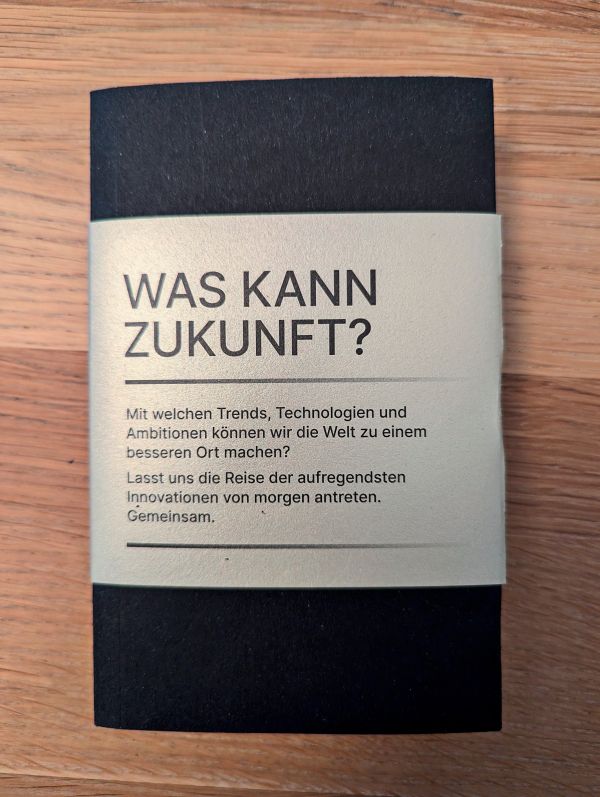 WAS KANN
ZUKUNFT?
Mit welchen Trends, Technologien und
Ambitionen können wir die Welt zu einem
besseren Ort machen?
Lasst uns die Reise der aufregendsten
Innovationen von morgen antreten.
Gemeinsam.